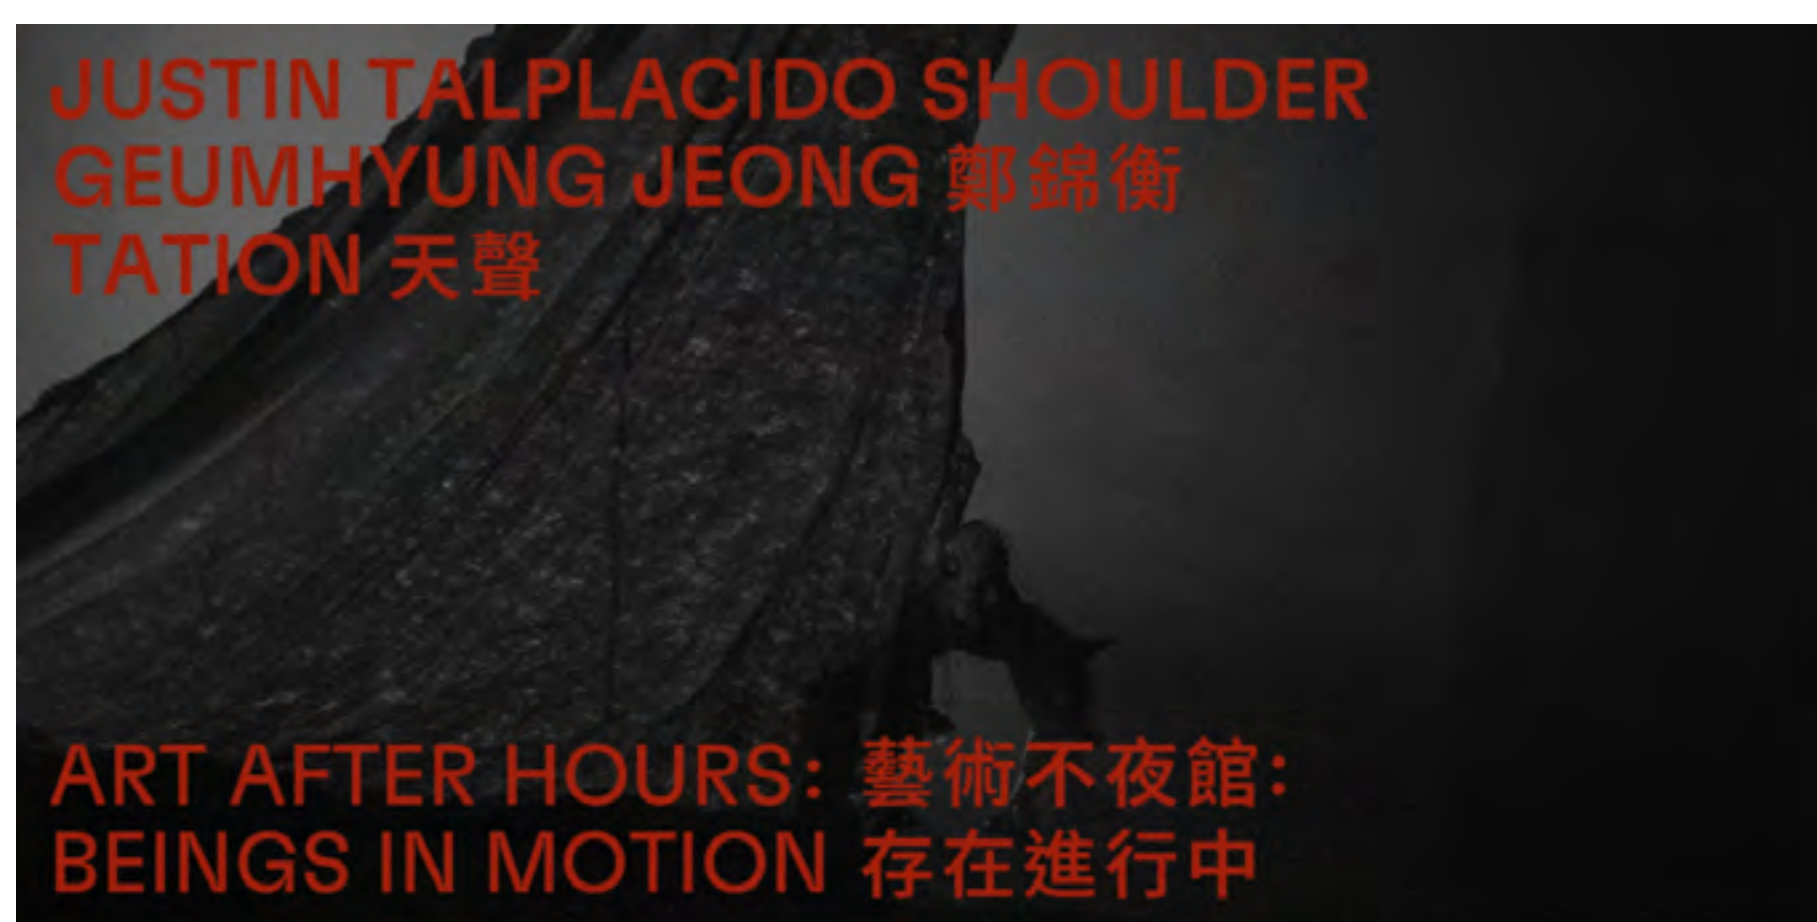 JUSTIN TALPLACIDO SHOULDER
GEUMHYUNG JEONG 鄭錦衡
TATION 天聲
ART AFTER HOURS: 藝術不夜館:
BEINGS IN MOTION 存在進行中